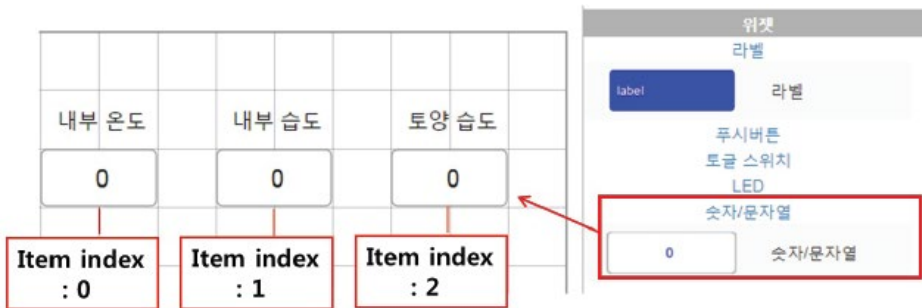 내부 온도
내부 습도
토양 습도
0
0
0
Item index
: 0
Item index
: 1
Item index
: 2
위젯
라벨
label
라벨
푸시버튼
토글 스위치
LED
숫자/문자열
0
숫자/문자열